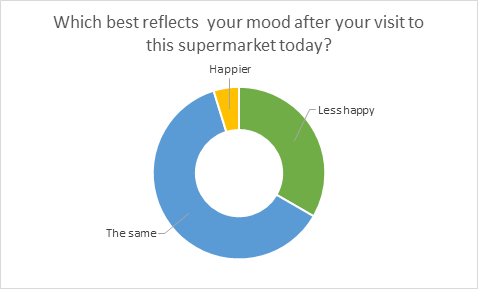 Which best reflects  your mood after your visit to
this supermarket today?
Happier
Less happy
The same